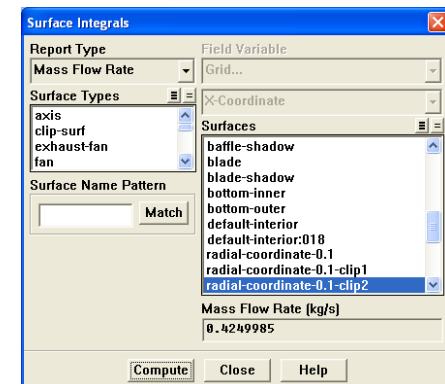 Surface Integrals
Report Type
Mass Flow Rate
Surface Types
axis
clip-surf
exhaust-fan
fan
Surface Name Pattern
Match
Field Variable
Grid...
X-Coordinate
Surfaces
baffle-shadow
blade
blade-shadow
bottom-inner
bottom-outer
default-interior
default-interior:018
radial-coordinate-0.1
radial-coordinate-0.1-clip1
radial-coordinate-0.1-clip2
Mass Flow Rate (kg/s)
0.4249985
Compute Close Help